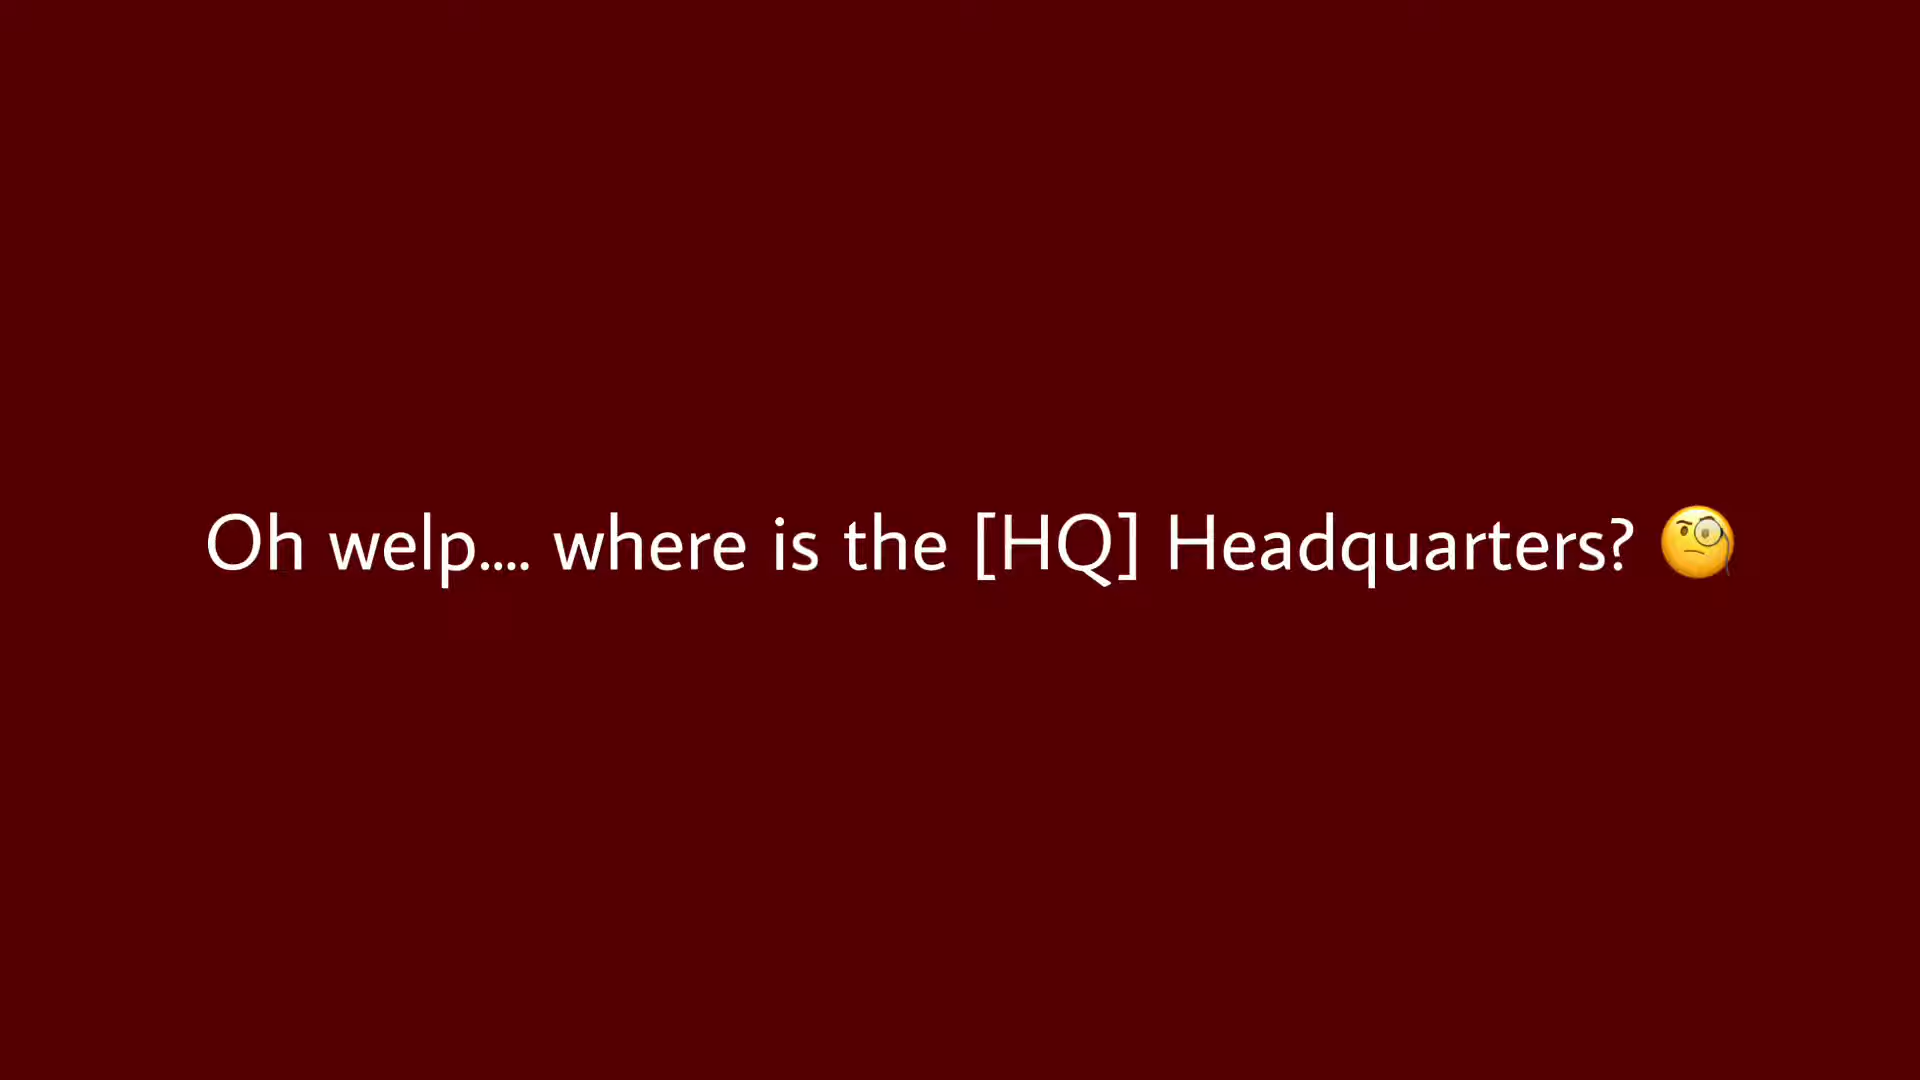 Oh welp.... where is the [HQ] Headquarters? 🧐